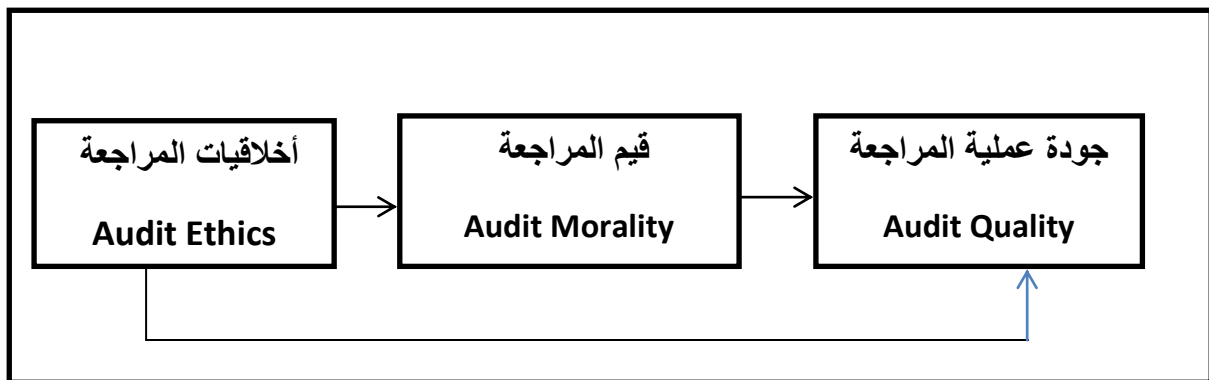 أخلاقيات المراجعة
Audit Ethics
قيم المراجعة
Audit Morality
جودة عملية المراجعة
Audit Quality